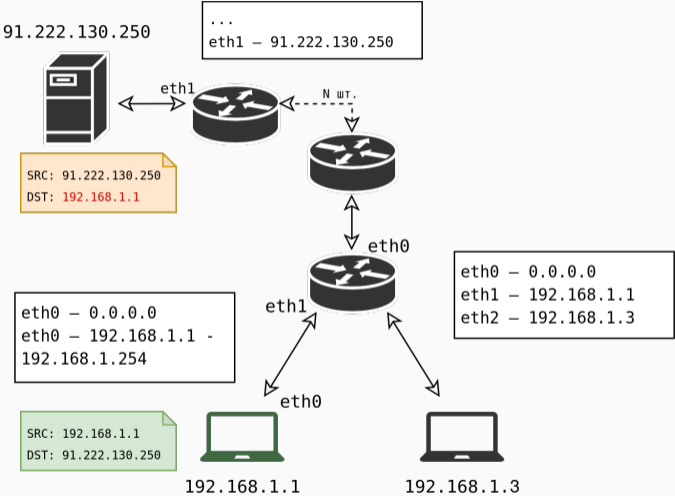 91.222.130.250
...
eth1 – 91.222.130.250
eth1
N шт.
SRC: 91.222.130.250
DST: 192.168.1.1
eth0
eth0 – 0.0.0.0
eth1 – 192.168.1.1
eth2 – 192.168.1.3
eth0 – 0.0.0.0
eth0 – 192.168.1.1 -
192.168.1.254
eth1
eth0
SRC: 192.168.1.1
DST: 91.222.130.250
192.168.1.1
192.168.1.3